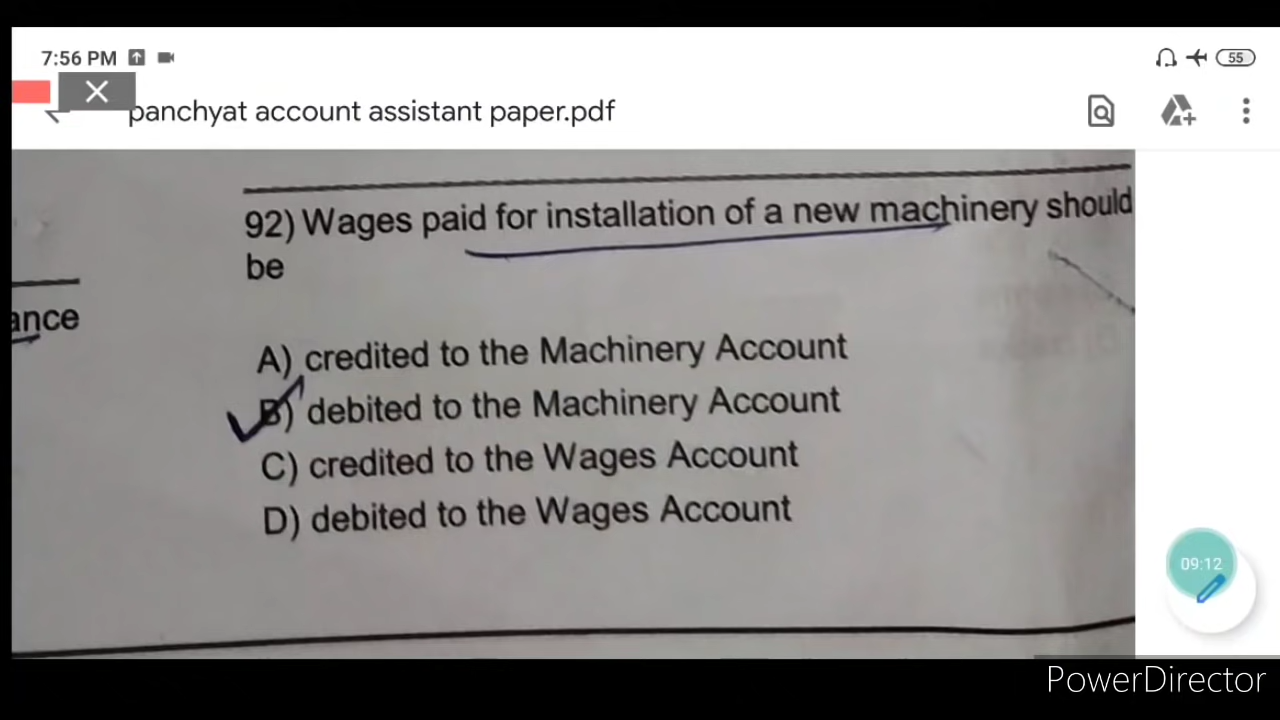 7:56 PM
55
panchyat account assistant paper.pdf
92) Wages paid for installation of a new machinery should
be
ance
A) credited to the Machinery Account
B) debited to the Machinery Account
C) credited to the Wages Account
D) debited to the Wages Account
09:12
PowerDirector